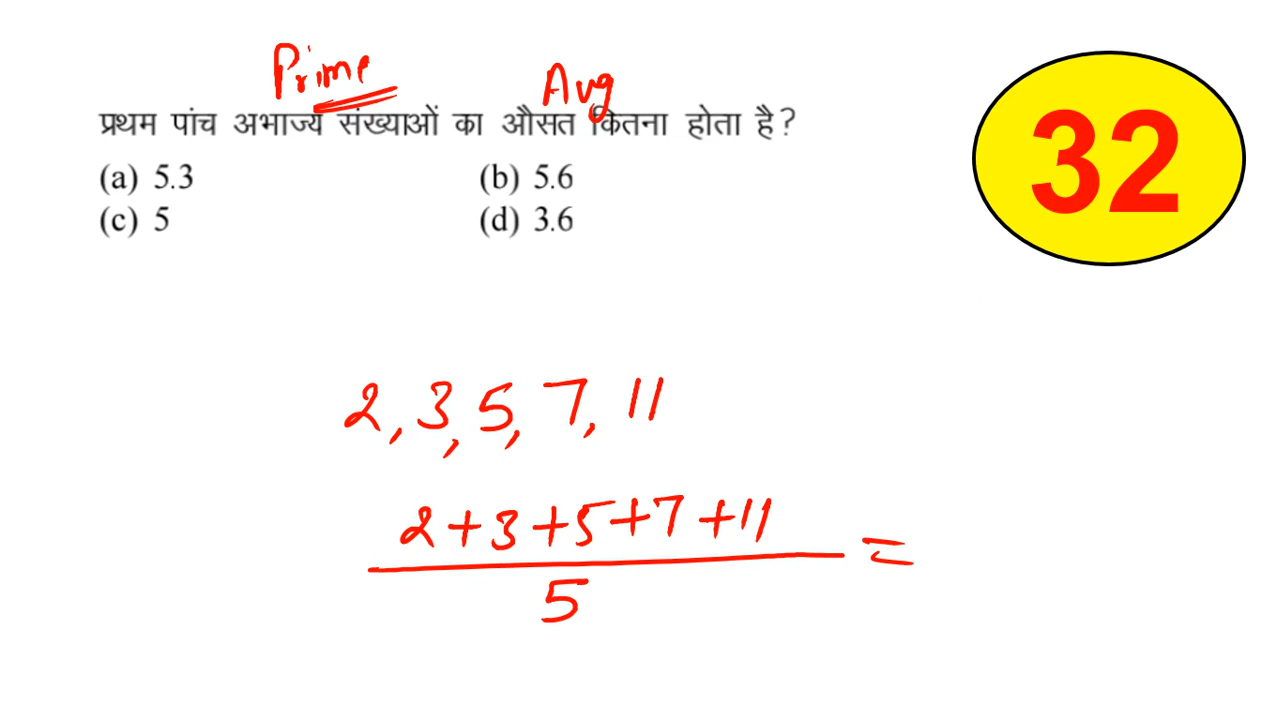 Prime Avg
प्रथम पांच अभाज्य संख्याओं का औसत कितना होता है?
(a) 5.3 (b) 5.6
(c) 5 (d) 3.6
32
2, 3, 5, 7, 11
2+3+5+7+11
=
5